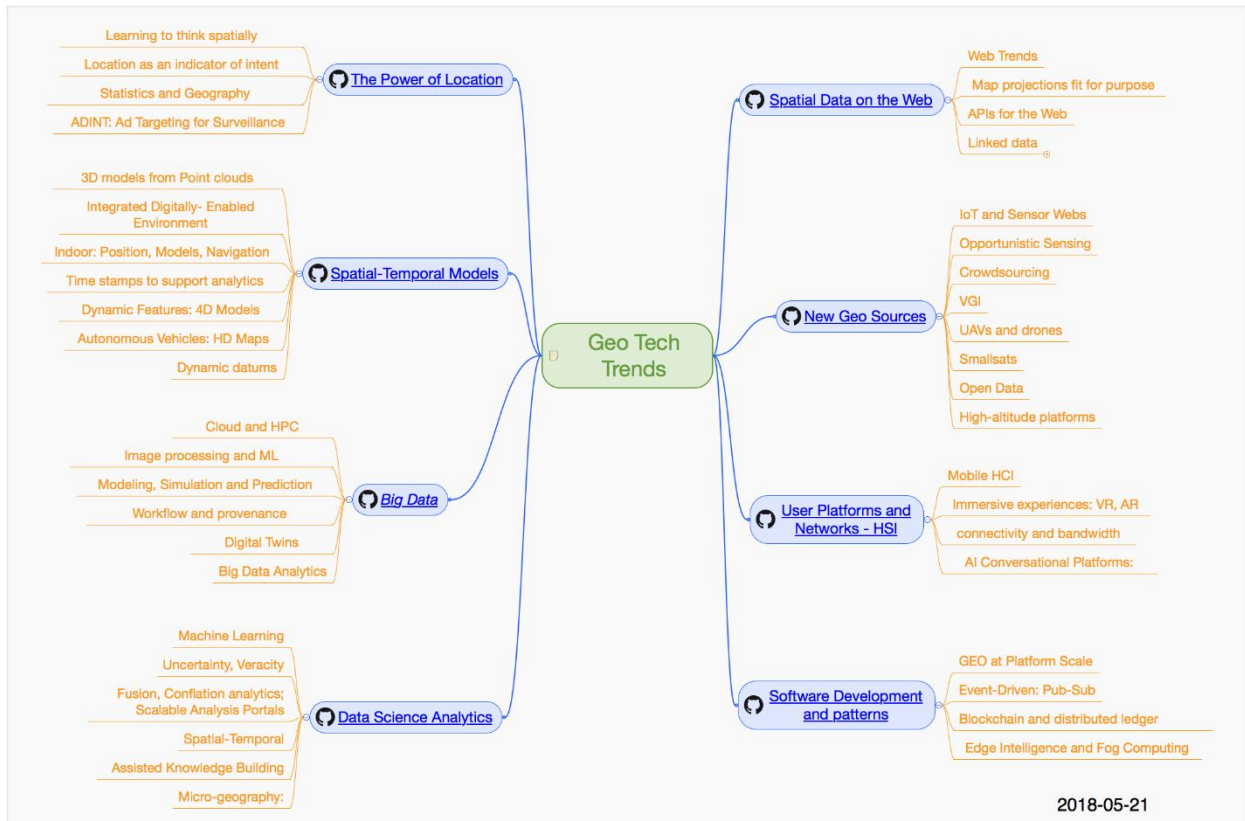 Learning to think spatially
Location as an indicator of intent
Statistics and Geography
ADINT: Ad Targeting for Surveillance
The Power of Location
3D models from Point clouds
Integrated Digitally- Enabled
Environment
Indoor: Position, Models, Navigation
Time stamps to support analytics
Dynamic Features: 4D Models
Autonomous Vehicles: HD Maps
Dynamic datums
Spatial-Temporal Models
Cloud and HPC
Image processing and ML
Modeling, Simulation and Prediction
Workflow and provenance
Digital Twins
Big Data Analytics
Big Data
Machine Learning
Uncertainty, Veracity
Fusion, Conflation analytics;
Scalable Analysis Portals
Spatial-Temporal
Assisted Knowledge Building
Micro-geography:
Data Science Analytics
Geo Tech
Trends
Spatial Data on the Web
Web Trends
Map projections fit for purpose
APIs for the Web
Linked data
New Geo Sources
IoT and Sensor Webs
Opportunistic Sensing
Crowdsourcing
VGI
UAVs and drones
Smallsats
Open Data
High-altitude platforms
User Platforms and
Networks - HSI
Mobile HCI
Immersive experiences: VR, AR
connectivity and bandwidth
AI Conversational Platforms:
Software Development
and patterns
GEO at Platform Scale
Event-Driven: Pub-Sub
Blockchain and distributed ledger
Edge Intelligence and Fog Computing
2018-05-21